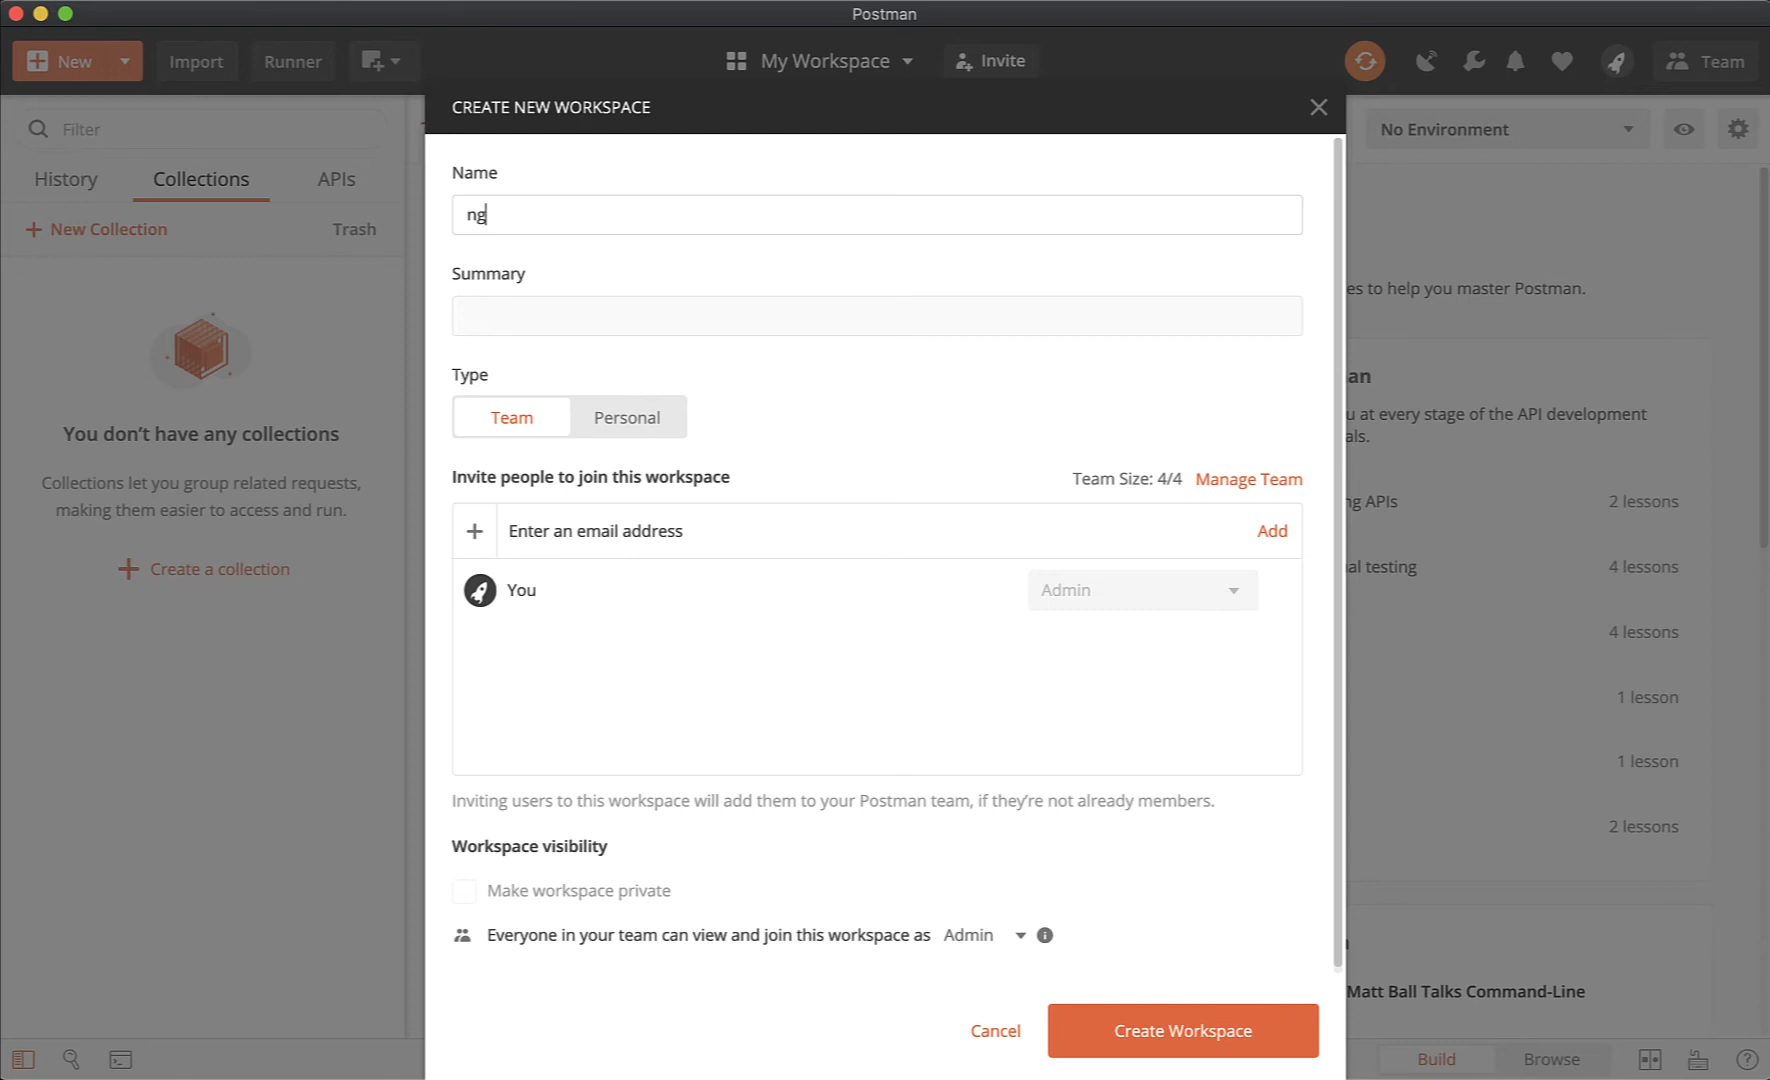 Postman
New
Import
Runner
My Workspace
Invite
Team
CREATE NEW WORKSPACE
Filter
No Environment
History
Collections
APIs
New Collection
Trash
You don't have any collections
Collections let you group related requests,
making them easier to access and run.
Create a collection
Name
ng
Summary
Type
Team
Personal
Invite people to join this workspace
Team Size: 4/4
Manage Team
Enter an email address
Add
You
Admin
Inviting users to this workspace will add them to your Postman team, if they're not already members.
Workspace visibility
Make workspace private
Everyone in your team can view and join this workspace as
Admin
Cancel
Create Workspace
es to help you master Postman.
an
u at every stage of the API development
als.
ng APIs
2 lessons
al testing
4 lessons
4 lessons
1 lesson
1 lesson
2 lessons
Matt Ball Talks Command-Line
Build
Browse